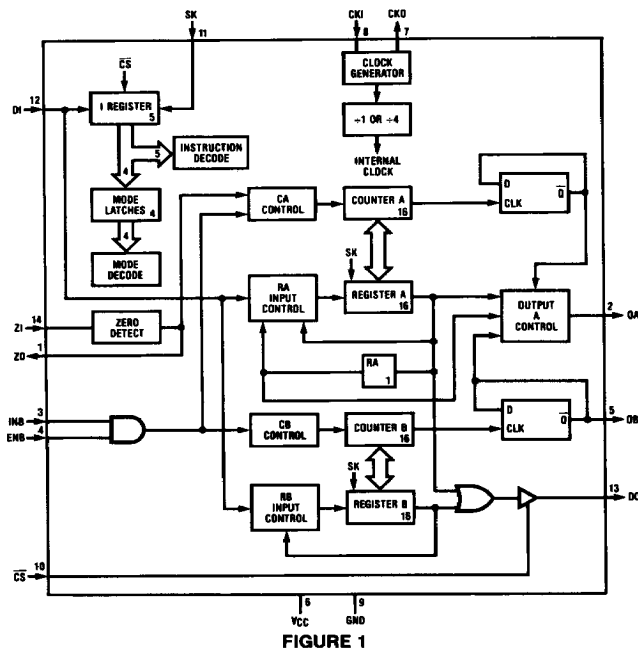 SK
11
CKI
8
CKO
7
CLOCK
GENERATOR
÷1 OR ÷4
INTERNAL
CLOCK
CS
DI
12
I REGISTER
5
4
5
INSTRUCTION
DECODE
MODE
LATCHES
4
4
MODE
DECODE
CA
CONTROL
COUNTER A
16
D
Q
CLK
SK
RA
INPUT
CONTROL
REGISTER A
16
OUTPUT
A
CONTROL
2
OA
ZI
14
ZERO
DETECT
ZO
1
RA
1
INB
3
ENB
4
CB
CONTROL
COUNTER B
16
D
Q
CLK
5
OB
SK
RB
INPUT
CONTROL
REGISTER B
13
DO
CS
10
6
VCC
9
GND
FIGURE 1